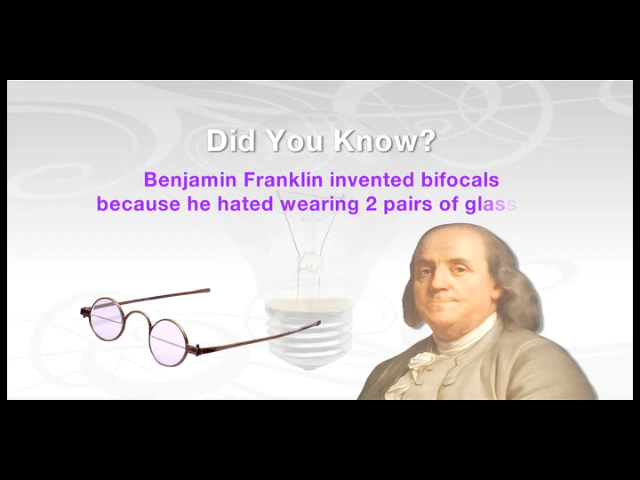 Did You Know?
Benjamin Franklin invented bifocals
because he hated wearing 2 pairs of glass